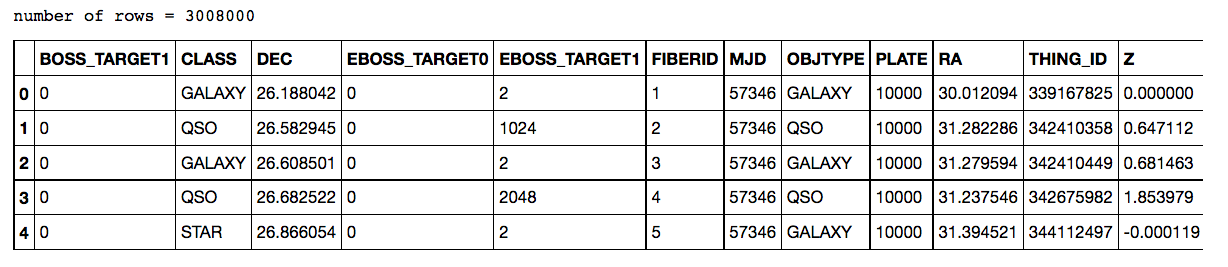 number of rows = 3008000
BOSS_TARGET1 CLASS DEC EBOSS_TARGET0 EBOSS_TARGET1 FIBERID MJD OBJTYPE PLATE RA THING_ID Z
0 0 GALAXY 26.188042 0 2 1 57346 GALAXY 10000 30.012094 339167825 0.000000
1 0 QSO 26.582945 0 1024 2 57346 QSO 10000 31.282286 342410358 0.647112
2 0 GALAXY 26.608501 0 2 3 57346 GALAXY 10000 31.279594 342410449 0.681463
3 0 QSO 26.682522 0 2048 4 57346 QSO 10000 31.237546 342675982 1.853979
4 0 STAR 26.866054 0 2 5 57346 GALAXY 10000 31.394521 344112497 -0.000119